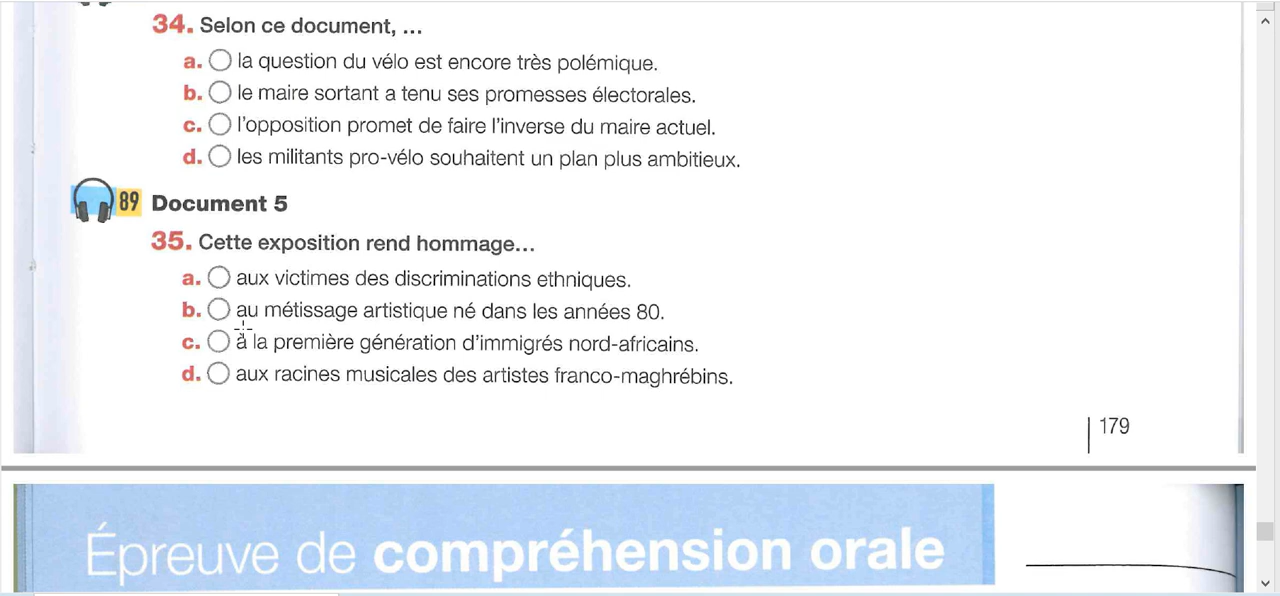 34. Selon ce document, ...
a. la question du vélo est encore très polémique.
b. le maire sortant a tenu ses promesses électorales.
c. l'opposition promet de faire l'inverse du maire actuel.
d. les militants pro-vélo souhaitent un plan plus ambitieux.
89 Document 5
35. Cette exposition rend hommage...
a. aux victimes des discriminations ethniques.
b. au métissage artistique né dans les années 80.
c. à la première génération d'immigrés nord-africains.
d. aux racines musicales des artistes franco-maghrébins.
179
Épreuve de compréhension orale